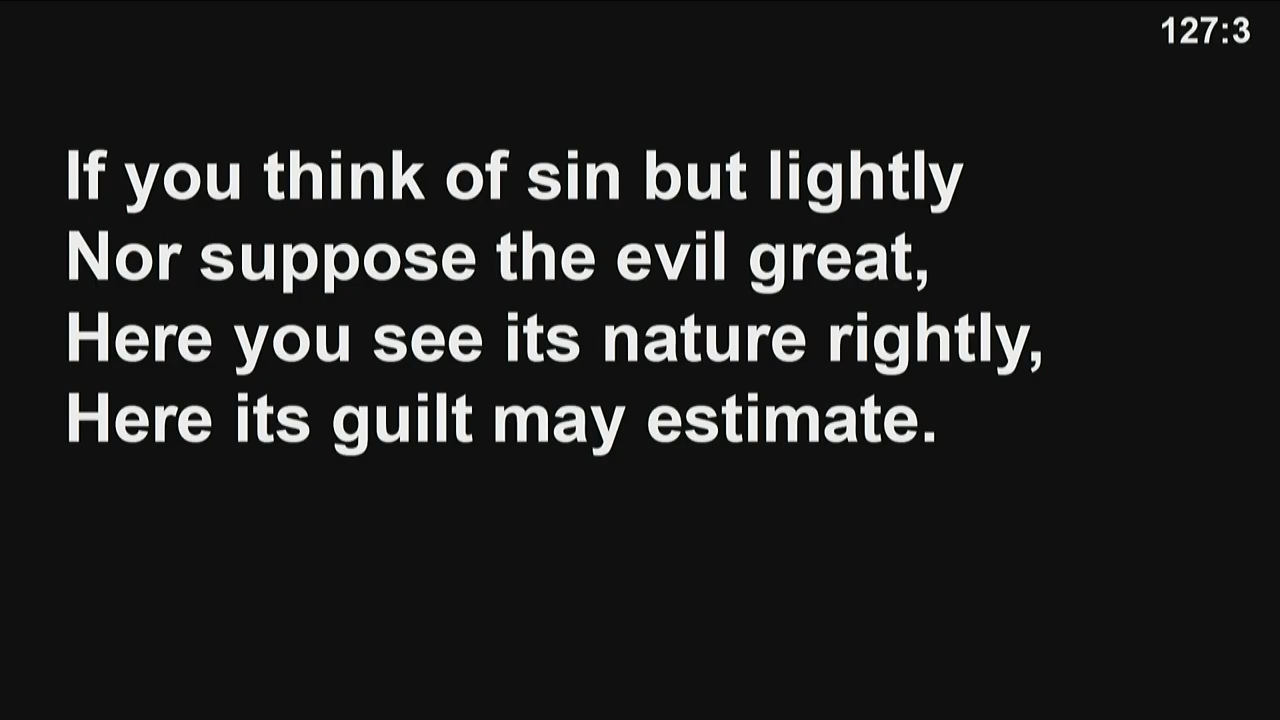 127:3
If you think of sin but lightly
Nor suppose the evil great,
Here you see its nature rightly,
Here its guilt may estimate.